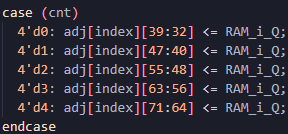 case (cnt)
4'd0: adj[index][39:32] <= RAM_i_Q;
4'd1: adj[index][47:40] <= RAM_i_Q;
4'd2: adj[index][55:48] <= RAM_i_Q;
4'd3: adj[index][63:56] <= RAM_i_Q;
4'd4: adj[index][71:64] <= RAM_i_Q;
endcase